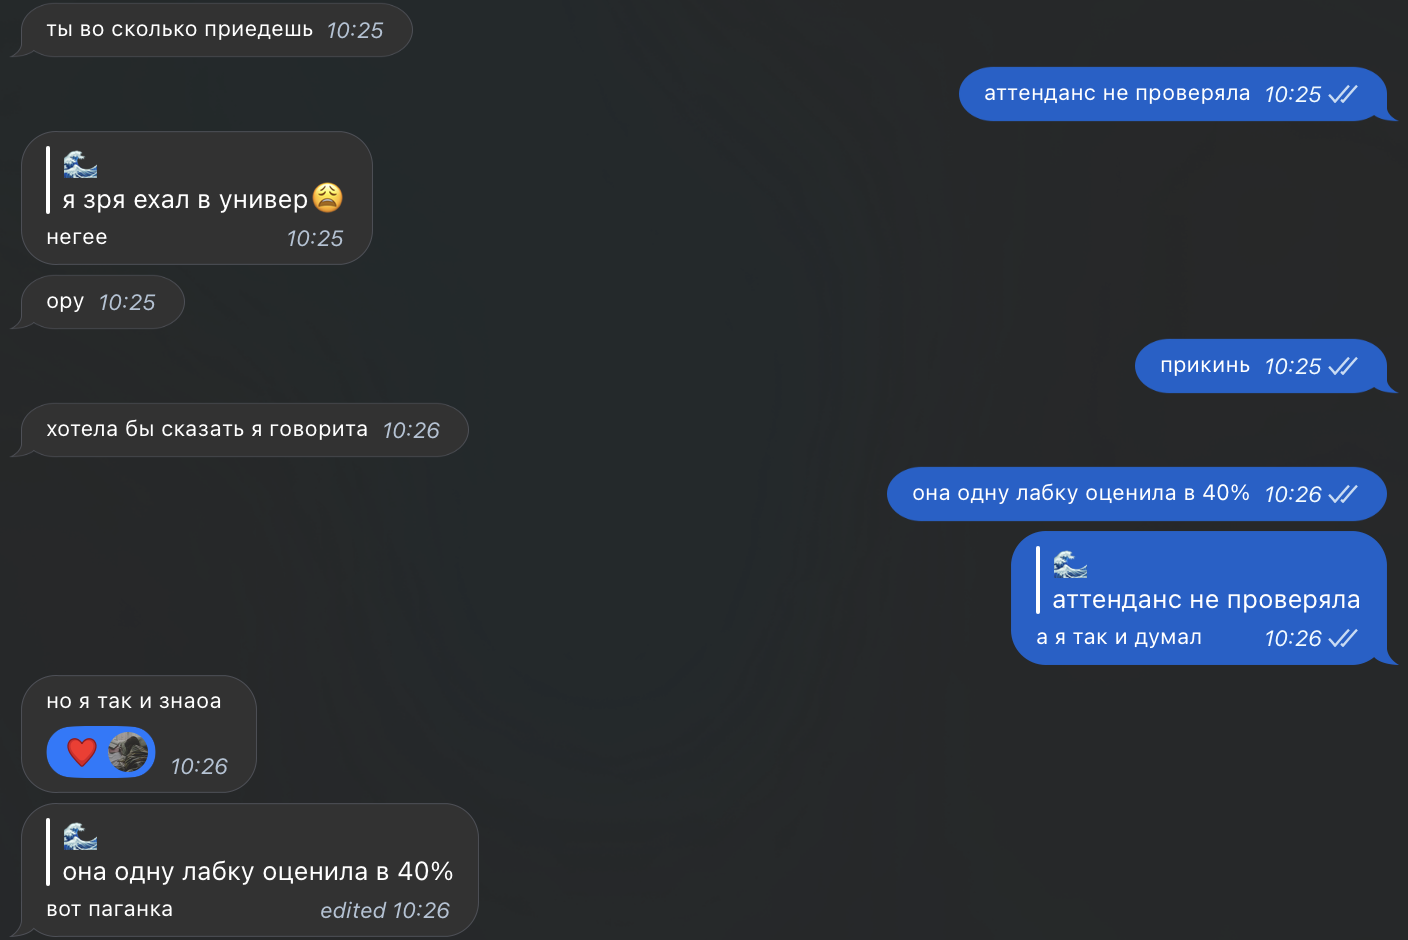 ты во сколько приедешь 10:25
аттенданс не проверяла 10:25
🌊
я зря ехал в универ😩
негее 10:25
ору 10:25
прикинь 10:25
хотела бы сказать я говорита 10:26
она одну лабку оценила в 40% 10:26
🌊
аттенданс не проверяла
а я так и думал 10:26
но я так и знаоа
❤️ 10:26
🌊
она одну лабку оценила в 40%
вот паганка edited 10:26